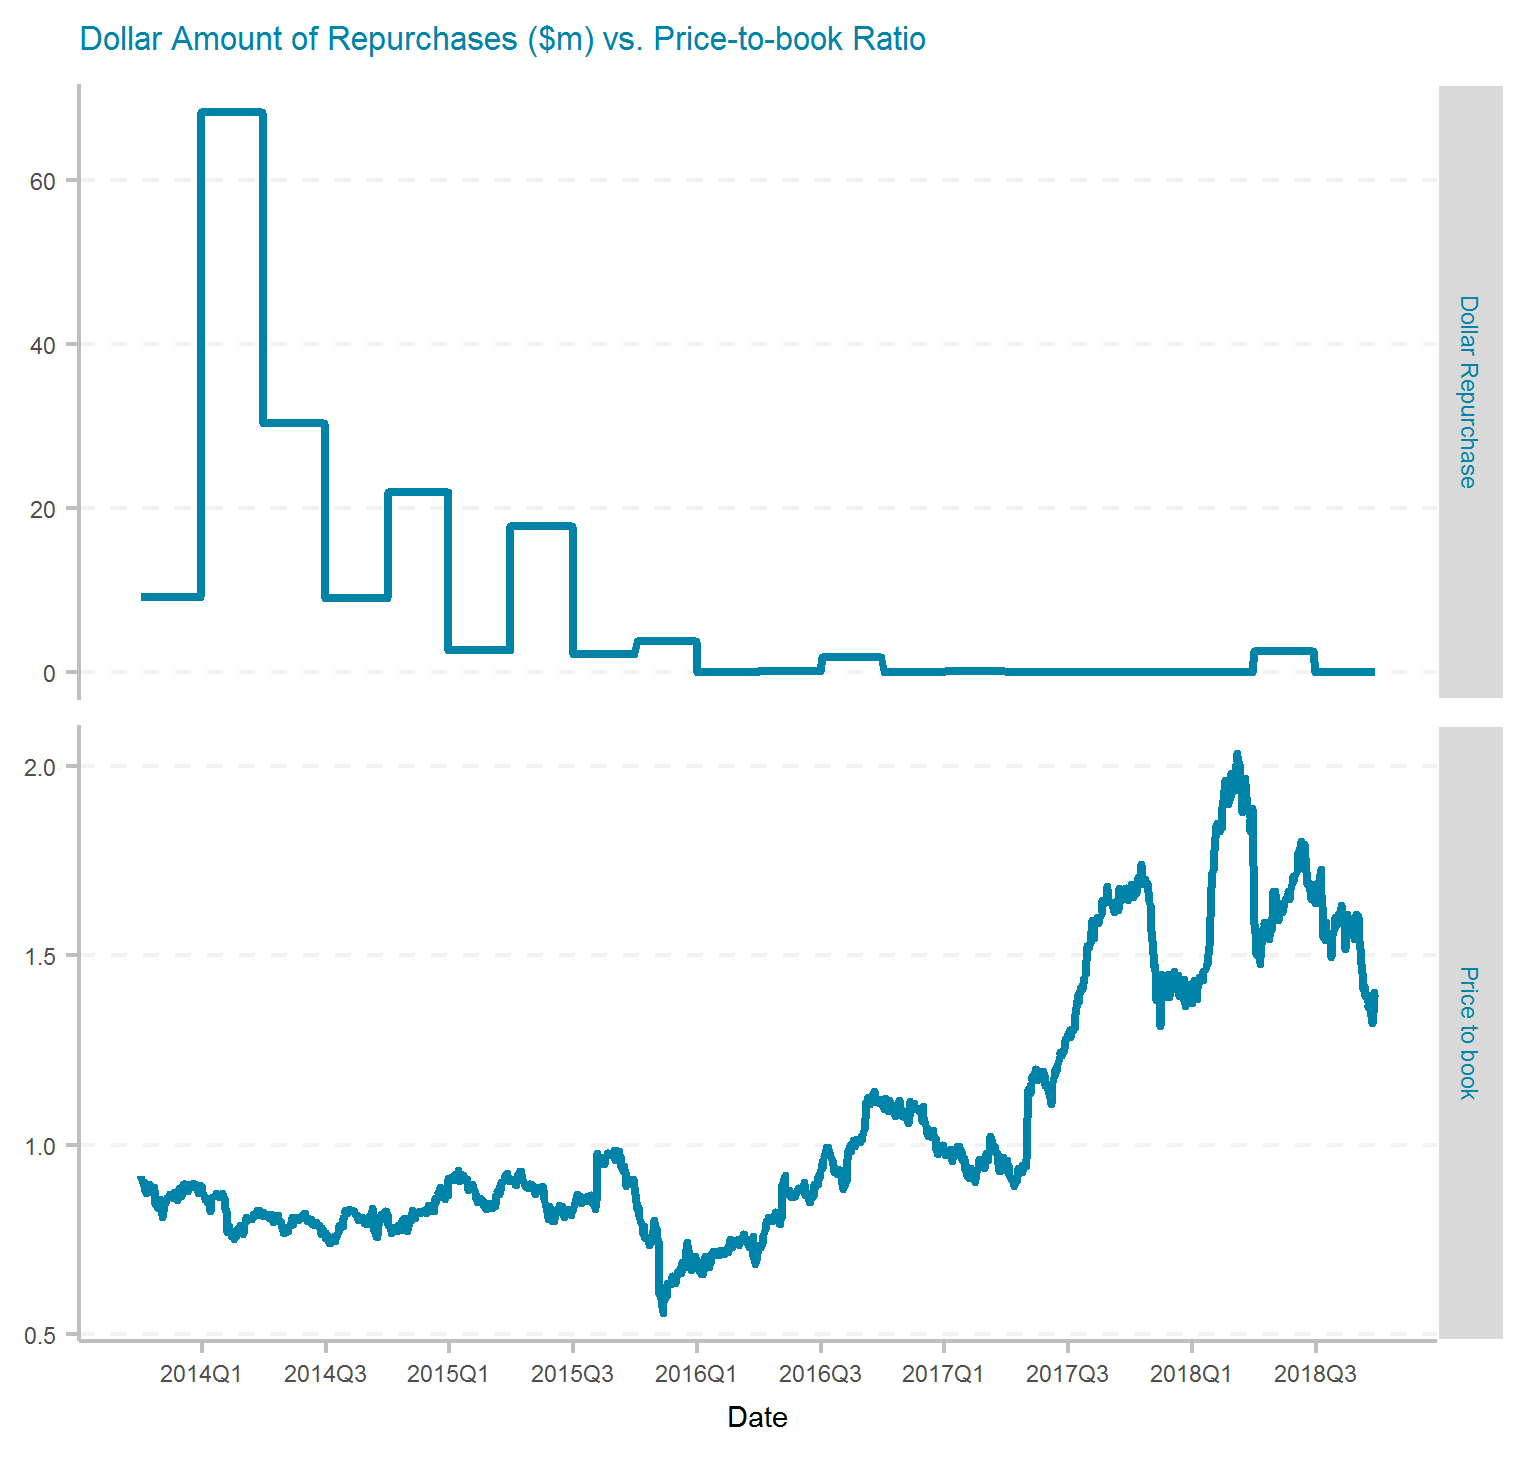 Dollar Amount of Repurchases ($m) vs. Price-to-book Ratio
60
40
20
0
Dollar Repurchase
2.0
1.5
1.0
0.5
Price to book
2014Q1 2014Q3 2015Q1 2015Q3 2016Q1 2016Q3 2017Q1 2017Q3 2018Q1 2018Q3
Date